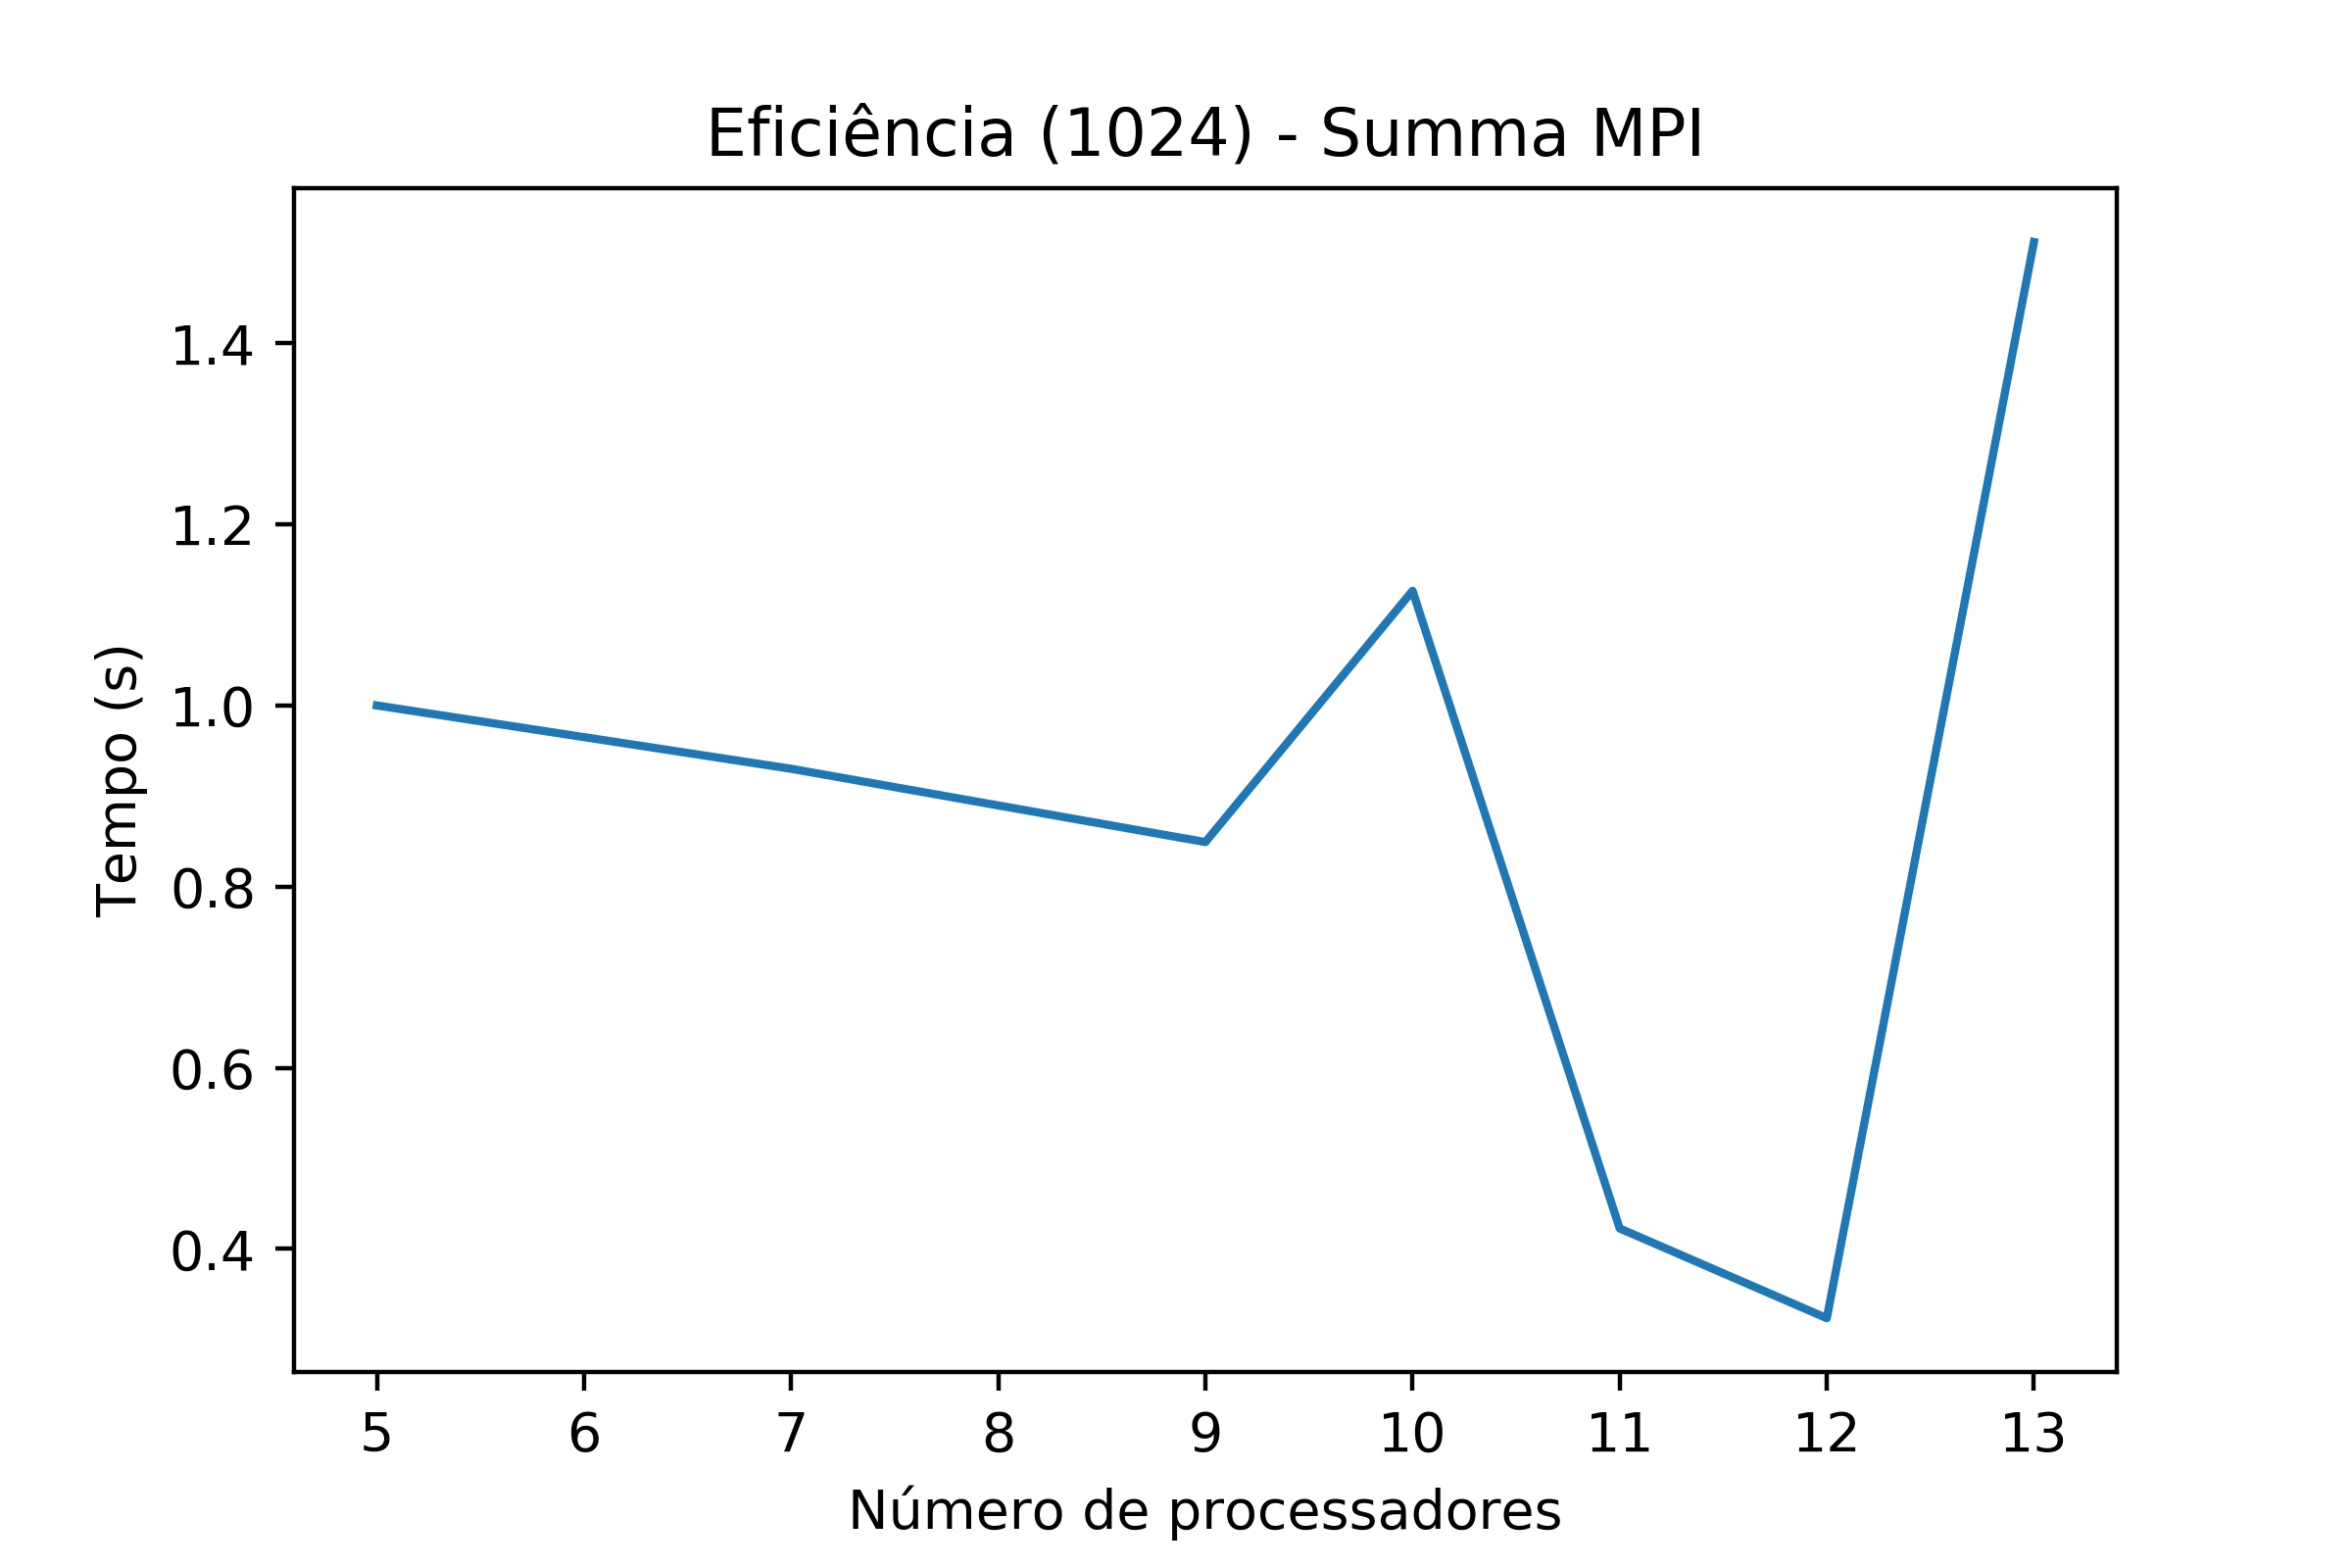 Eficiência (1024) - Summa MPI
Tempo (s)
1.4
1.2
1.0
0.8
0.6
0.4
5 6 7 8 9 10 11 12 13
Número de processadores